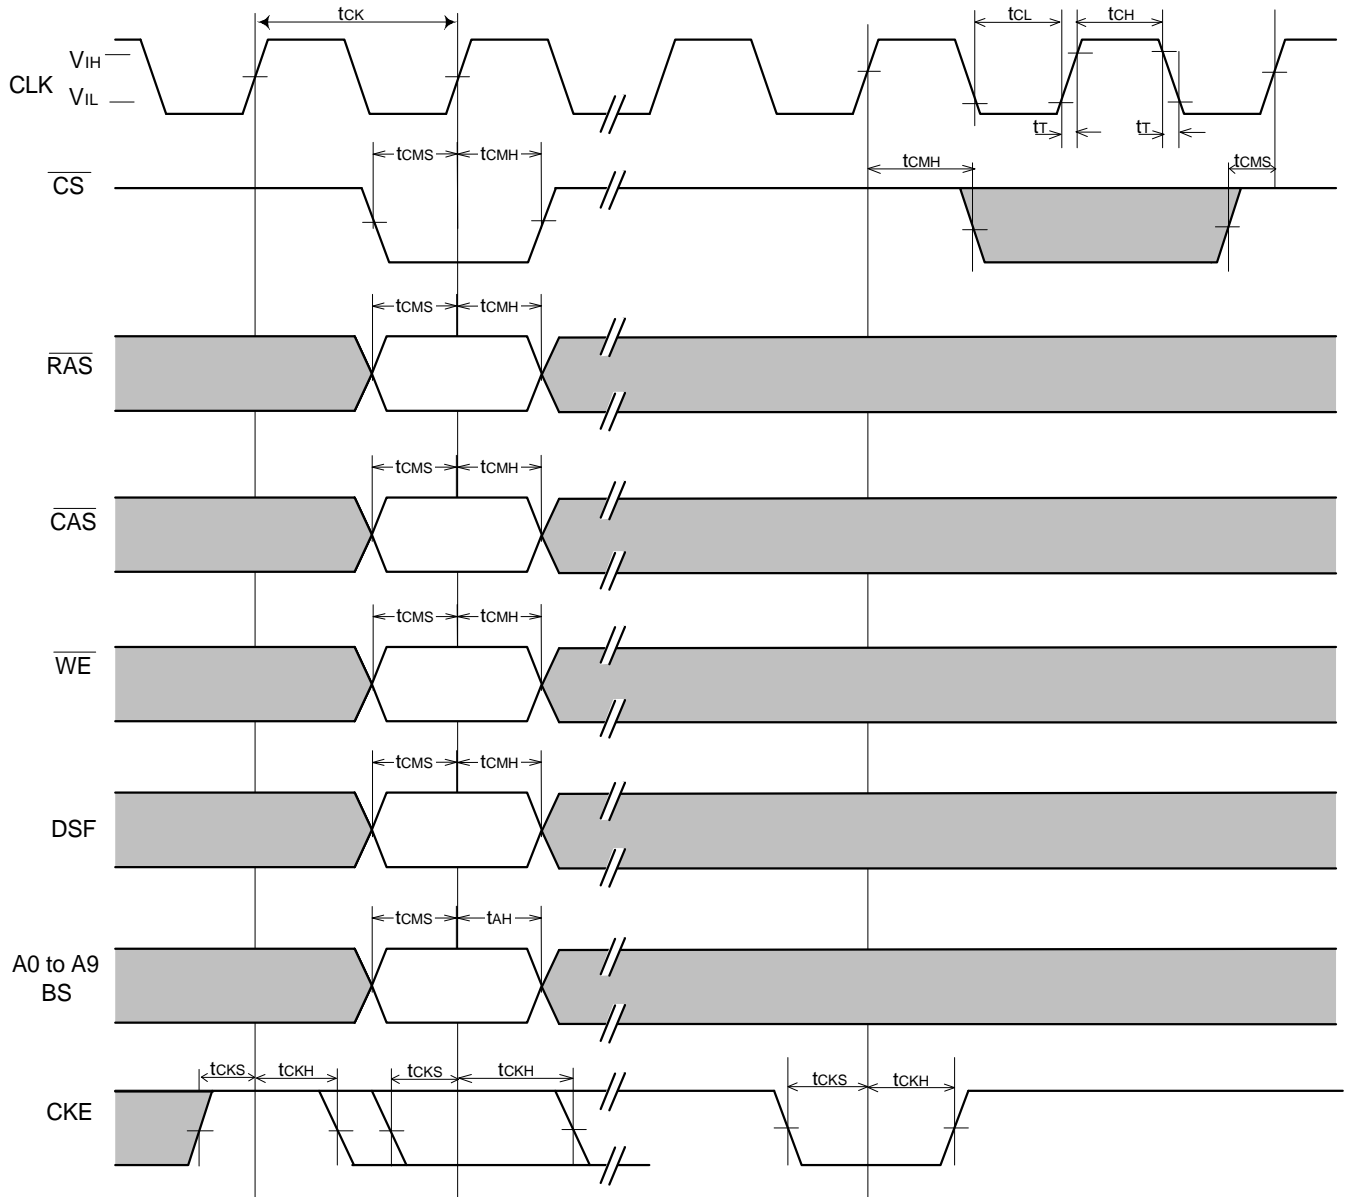 tCK
tCL
tCH
VIH
CLK
VIL
tT
tT
tCMS
tCMH
tCMH
tCMS
CS
tCMS
tCMH
RAS
tCMS
tCMH
CAS
tCMS
tCMH
WE
tCMS
tCMH
DSF
tCMS
tAH
A0 to A9
BS
tCKS
tCKH
tCKS
tCKH
tCKS
tCKH
CKE